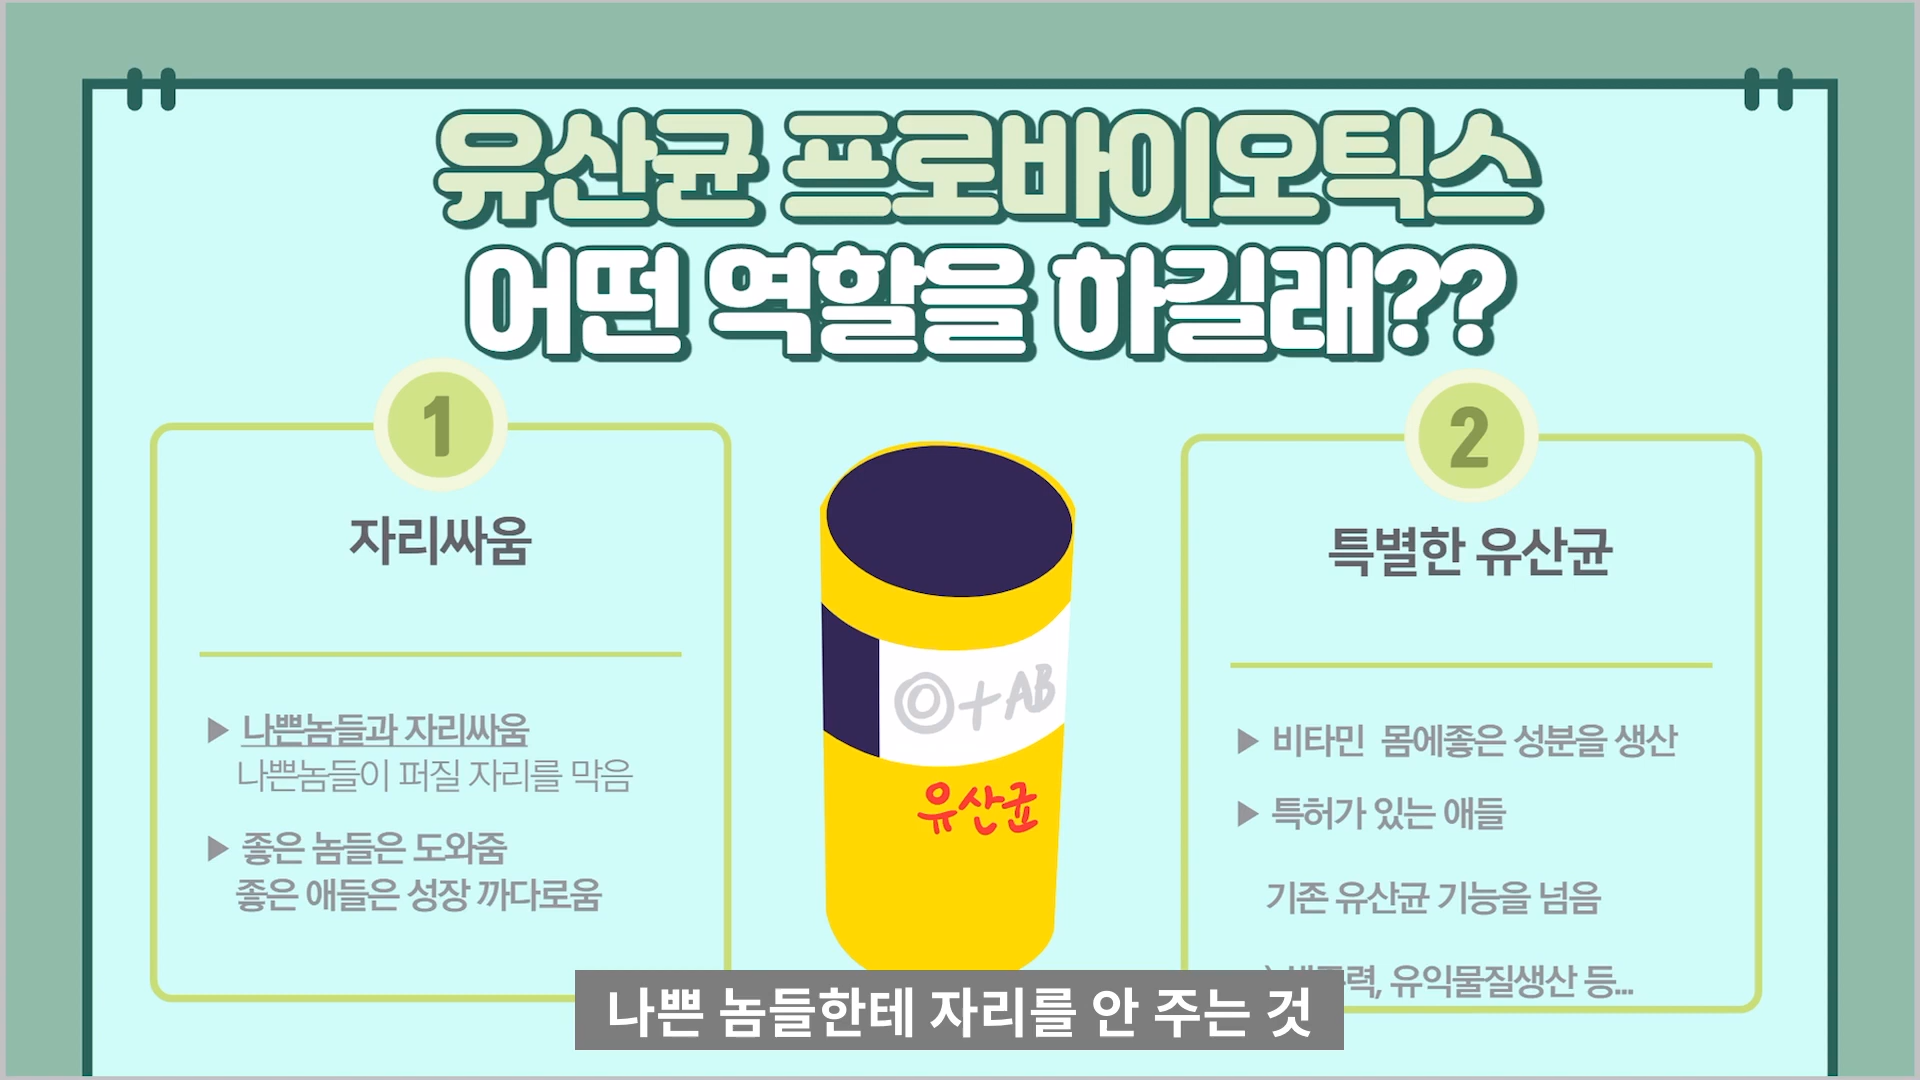 유산균 프로바이오틱스
어떤 역할을 하길래??
1
자리싸움
▶ 나쁜놈들과 자리싸움
나쁜놈들이 퍼질 자리를 막음
▶ 좋은 놈들은 도와줌
좋은 애들은 성장 까다로움
◎+AB
유산균
2
특별한 유산균
▶ 비타민 몸에좋은 성분을 생산
▶ 특허가 있는 애들
기존 유산균 기능을 넘음
유익물질생산 등...
나쁜 놈들한테 자리를 안 주는 것